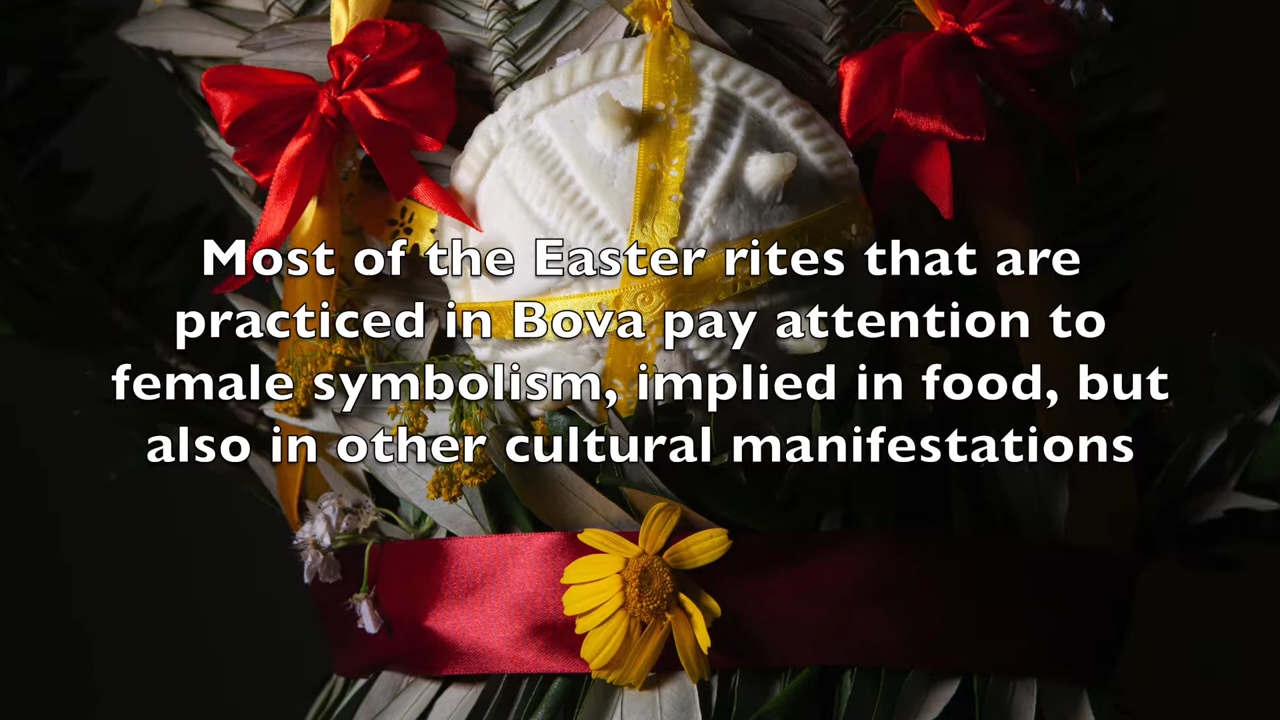 Most of the Easter rites that are
practiced in Bova pay attention to
female symbolism, implied in food, but
also in other cultural manifestations